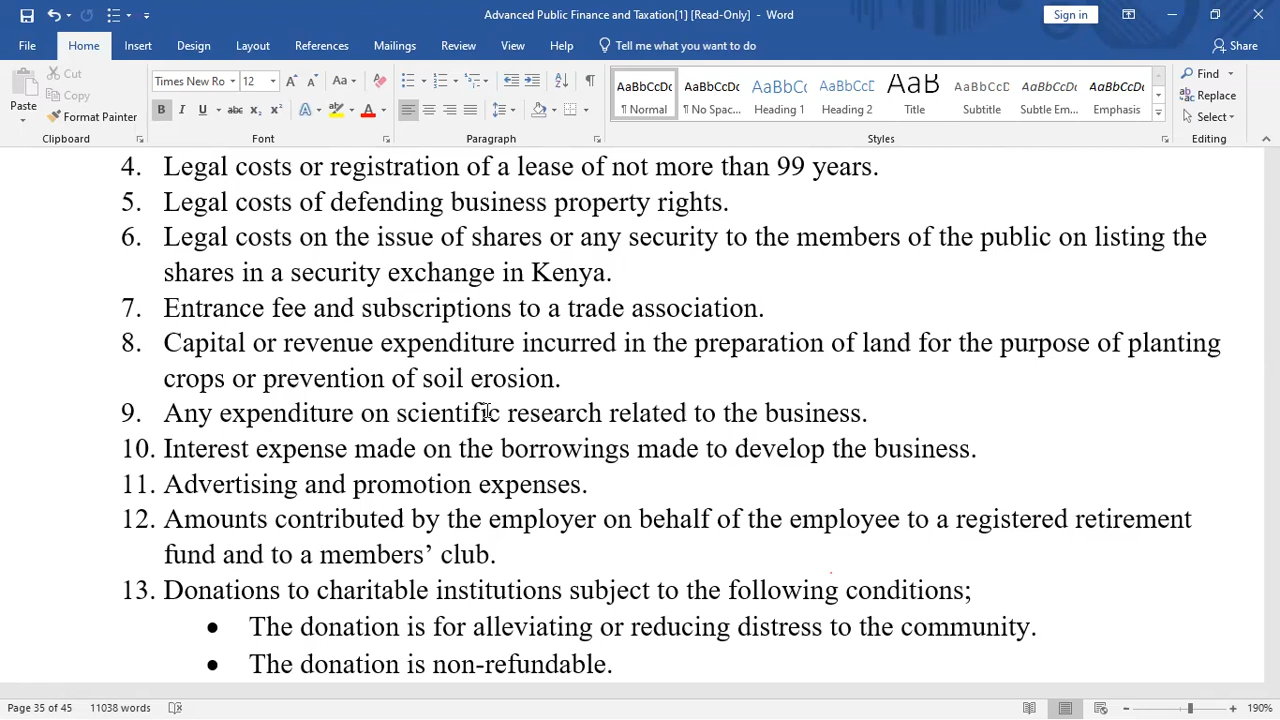 Advanced Public Finance and Taxation[1] [Read-Only] - Word
Sign in
File Home Insert Design Layout References Mailings Review View Help Tell me what you want to do Share
Paste
Cut
Copy
Format Painter
Clipboard
Times New Ro 12
Font
Paragraph
AaBbCcDc ¶ Normal
AaBbCcDc ¶ No Spac...
AaBbCc Heading 1
AaBbCcD Heading 2
AaB Title
AaBbCcD Subtitle
AaBbCcDc Subtle Em...
AaBbCcDc Emphasis
Styles
Find
Replace
Select
Editing
4. Legal costs or registration of a lease of not more than 99 years.
5. Legal costs of defending business property rights.
6. Legal costs on the issue of shares or any security to the members of the public on listing the
shares in a security exchange in Kenya.
7. Entrance fee and subscriptions to a trade association.
8. Capital or revenue expenditure incurred in the preparation of land for the purpose of planting
crops or prevention of soil erosion.
9. Any expenditure on scientific research related to the business.
10. Interest expense made on the borrowings made to develop the business.
11. Advertising and promotion expenses.
12. Amounts contributed by the employer on behalf of the employee to a registered retirement
fund and to a members’ club.
13. Donations to charitable institutions subject to the following conditions;
• The donation is for alleviating or reducing distress to the community.
• The donation is non-refundable.
Page 35 of 45 11038 words 190%